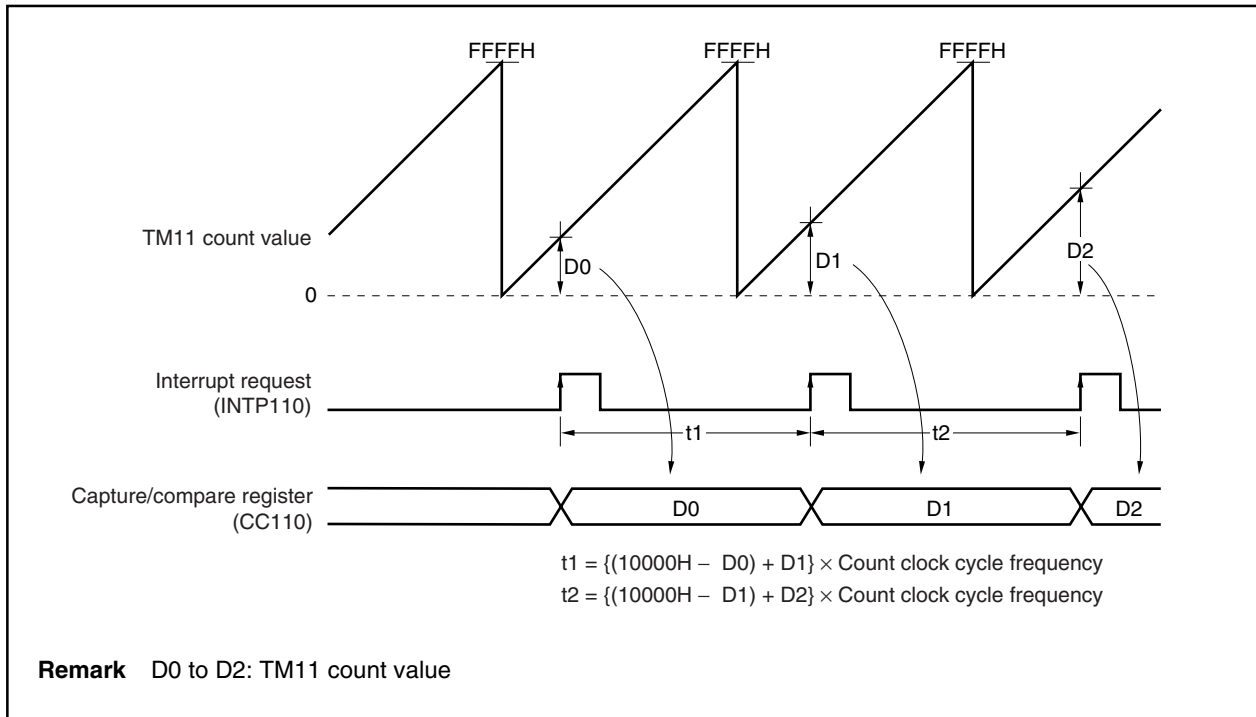 FFFFH FFFFH FFFFH
TM11 count value
D0
D1
D2
0
Interrupt request
(INTP110)
t1
t2
Capture/compare register
(CC110)
D0
D1
D2
t1 = {(10000H – D0) + D1} × Count clock cycle frequency
t2 = {(10000H – D1) + D2} × Count clock cycle frequency
Remark D0 to D2: TM11 count value